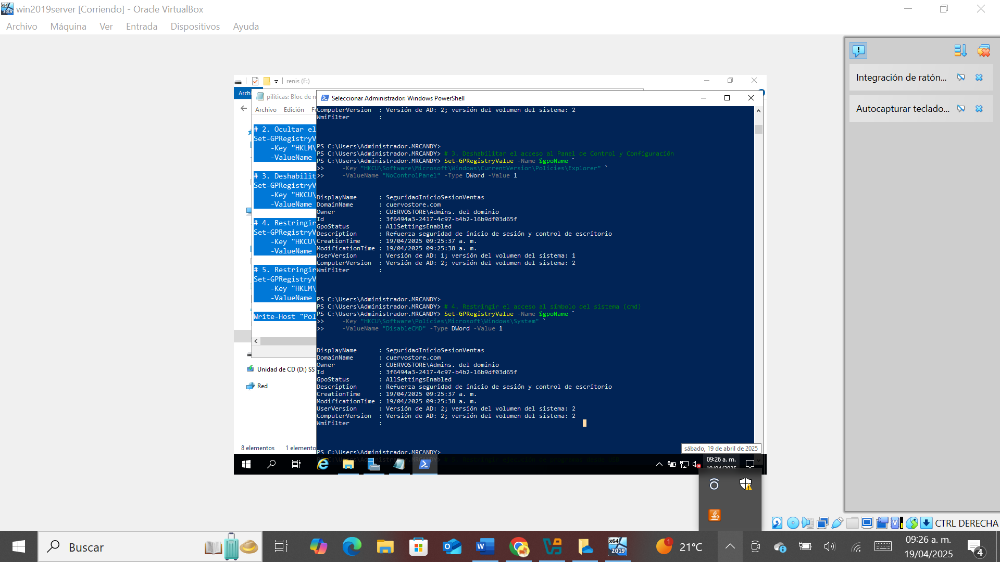 win2019server [Corriendo] - Oracle VirtualBox
Archivo Máquina Ver Entrada Dispositivos Ayuda
Integración de ratón...
Autocapturar teclado...
renis (F:)
Archi
piliticas: Bloc de n
Archivo Edición Fo
# 2. Ocultar el
Set-GPRegistryV
-Key "HKLM\
-ValueName
# 3. Deshabilit
Set-GPRegistryV
-Key "HKCU\
-ValueName
# 4. Restringir
Set-GPRegistryV
-Key "HKCU\
-ValueName
# 5. Restringir
Set-GPRegistryV
-Key "HKLM\
-ValueName
Write-Host "Pol
Unidad de CD (D:) SS
Red
8 elementos 1 elemento
Seleccionar Administrador: Windows PowerShell
ComputerVersion : Versión de AD: 2; versión del volumen del sistema: 2
WmiFilter :
PS C:\Users\Administrador.MRCANDY>
PS C:\Users\Administrador.MRCANDY> # 3. Deshabilitar el acceso al Panel de Control y Configuración
PS C:\Users\Administrador.MRCANDY> Set-GPRegistryValue -Name $gpoName `
>> -Key "HKCU\Software\Microsoft\Windows\CurrentVersion\Policies\Explorer" `
>> -ValueName "NoControlPanel" -Type DWord -Value 1
DisplayName : SeguridadInicioSesionVentas
DomainName : cuervostore.com
Owner : CUERVOSTORE\Admins. del dominio
Id : 3f6494a3-2417-4c97-b4b2-16b9df03d65f
GpoStatus : AllSettingsEnabled
Description : Refuerza seguridad de inicio de sesión y control de escritorio
CreationTime : 19/04/2025 09:25:37 a. m.
ModificationTime : 19/04/2025 09:25:38 a. m.
UserVersion : Versión de AD: 1; versión del volumen del sistema: 1
ComputerVersion : Versión de AD: 2; versión del volumen del sistema: 2
WmiFilter :
PS C:\Users\Administrador.MRCANDY>
PS C:\Users\Administrador.MRCANDY> # 4. Restringir el acceso al símbolo del sistema (cmd)
PS C:\Users\Administrador.MRCANDY> Set-GPRegistryValue -Name $gpoName `
>> -Key "HKCU\Software\Policies\Microsoft\Windows\System" `
>> -ValueName "DisableCMD" -Type DWord -Value 1
DisplayName : SeguridadInicioSesionVentas
DomainName : cuervostore.com
Owner : CUERVOSTORE\Admins. del dominio
Id : 3f6494a3-2417-4c97-b4b2-16b9df03d65f
GpoStatus : AllSettingsEnabled
Description : Refuerza seguridad de inicio de sesión y control de escritorio
CreationTime : 19/04/2025 09:25:37 a. m.
ModificationTime : 19/04/2025 09:25:38 a. m.
UserVersion : Versión de AD: 2; versión del volumen del sistema: 2
ComputerVersion : Versión de AD: 2; versión del volumen del sistema: 2
WmiFilter :
PS C:\Users\Administrador.MRCANDY>
sábado, 19 de abril de 2025
09:26 a. m.
19/04/2025
CTRL DERECHA
Buscar
x64
2019
1
21°C
09:26 a. m.
19/04/2025
4